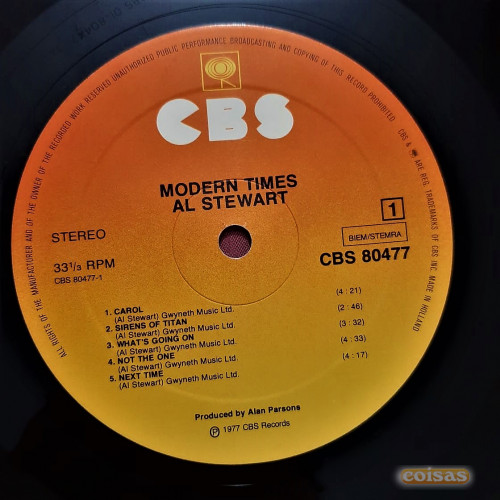 ALL RIGHTS OF THE MANUFACTURER AND OF THE OWNER OF THE RECORDED WORK RESERVED UNAUTHORIZED PUBLIC PERFORMANCE BROADCASTING AND COPYING OF THIS RECORD PROHIBITED
CBS & ARE REG. TRADEMARKS OF CBS INC. MADE IN HOLLAND
CBS
MODERN TIMES
AL STEWART
1
STEREO
BIEM/STEMRA
33⅓ RPM
CBS 80477
CBS 80477-1
1. CAROL (4:21)
(Al Stewart) Gwyneth Music Ltd.
2. SIRENS OF TITAN (2:46)
(Al Stewart) Gwyneth Music Ltd.
3. WHAT'S GOING ON (3:32)
(Al Stewart) Gwyneth Music Ltd.
4. NOT THE ONE (4:33)
(Al Stewart) Gwyneth Music Ltd.
5. NEXT TIME (4:17)
(Al Stewart) Gwyneth Music Ltd.
Produced by Alan Parsons
℗ 1977 CBS Records
coisas